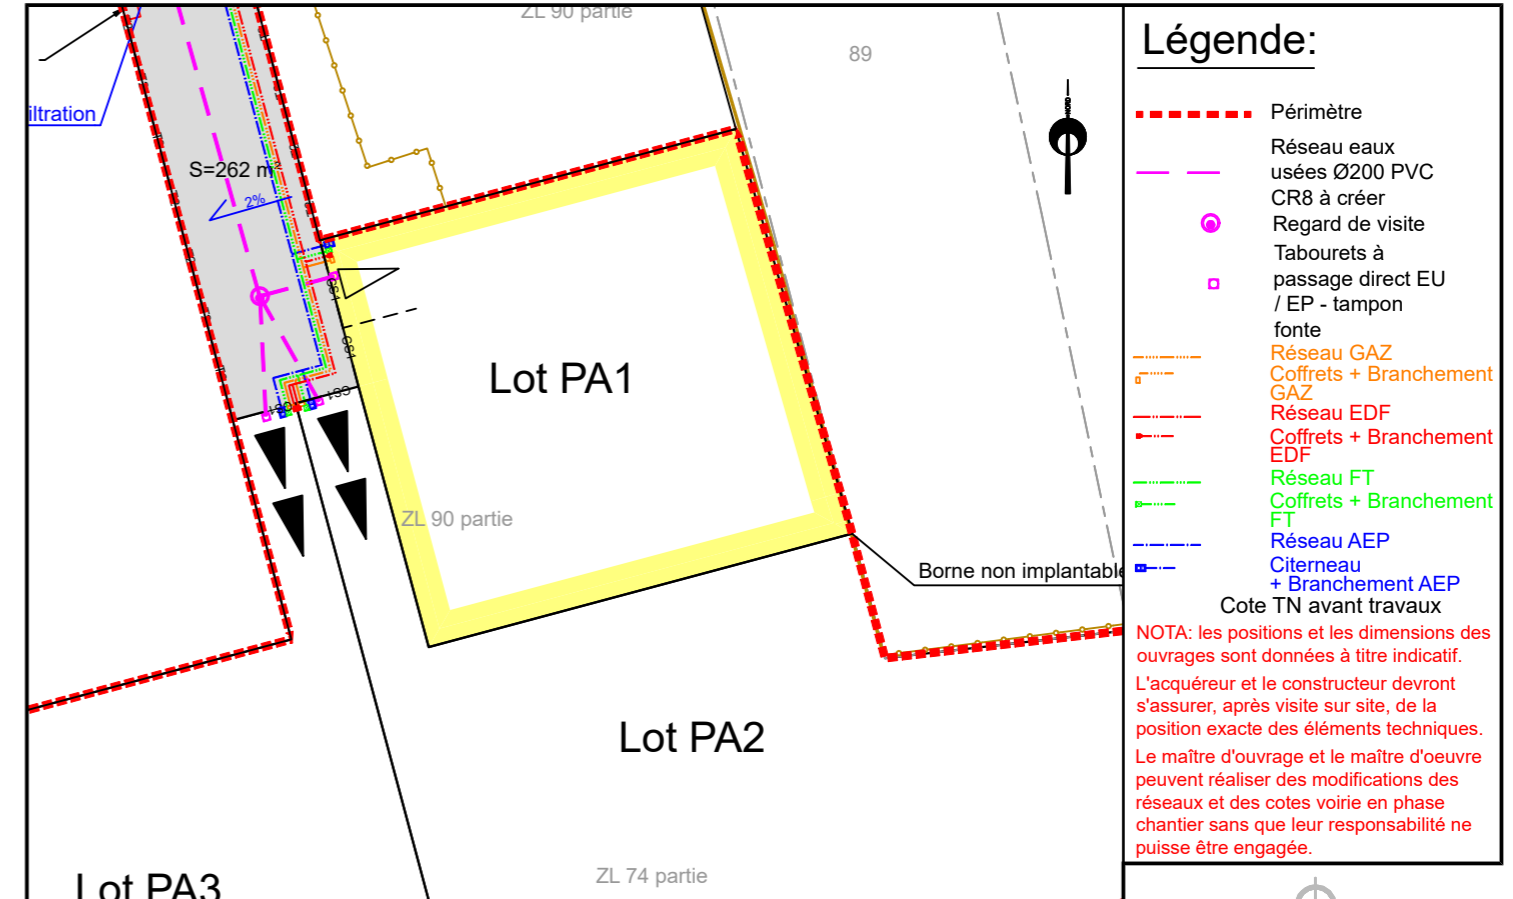 ZL 90 partie
89
iltration
S=262 m²
2%
Lot PA1
ZL 90 partie
Borne non implantable
Lot PA2
ZL 74 partie
Lot PA3
NORD
Légende:
Périmètre
Réseau eaux
usées Ø200 PVC
CR8 à créer
Regard de visite
Tabourets à
passage direct EU
/ EP - tampon
fonte
Réseau GAZ
Coffrets + Branchement
GAZ
Réseau EDF
Coffrets + Branchement
EDF
Réseau FT
Coffrets + Branchement
FT
Réseau AEP
Citerneau
+ Branchement AEP
Cote TN avant travaux
NOTA: les positions et les dimensions des
ouvrages sont données à titre indicatif.
L'acquéreur et le constructeur devront
s'assurer, après visite sur site, de la
position exacte des éléments techniques.
Le maître d'ouvrage et le maître d'oeuvre
peuvent réaliser des modifications des
réseaux et des cotes voirie en phase
chantier sans que leur responsabilité ne
puisse être engagée.